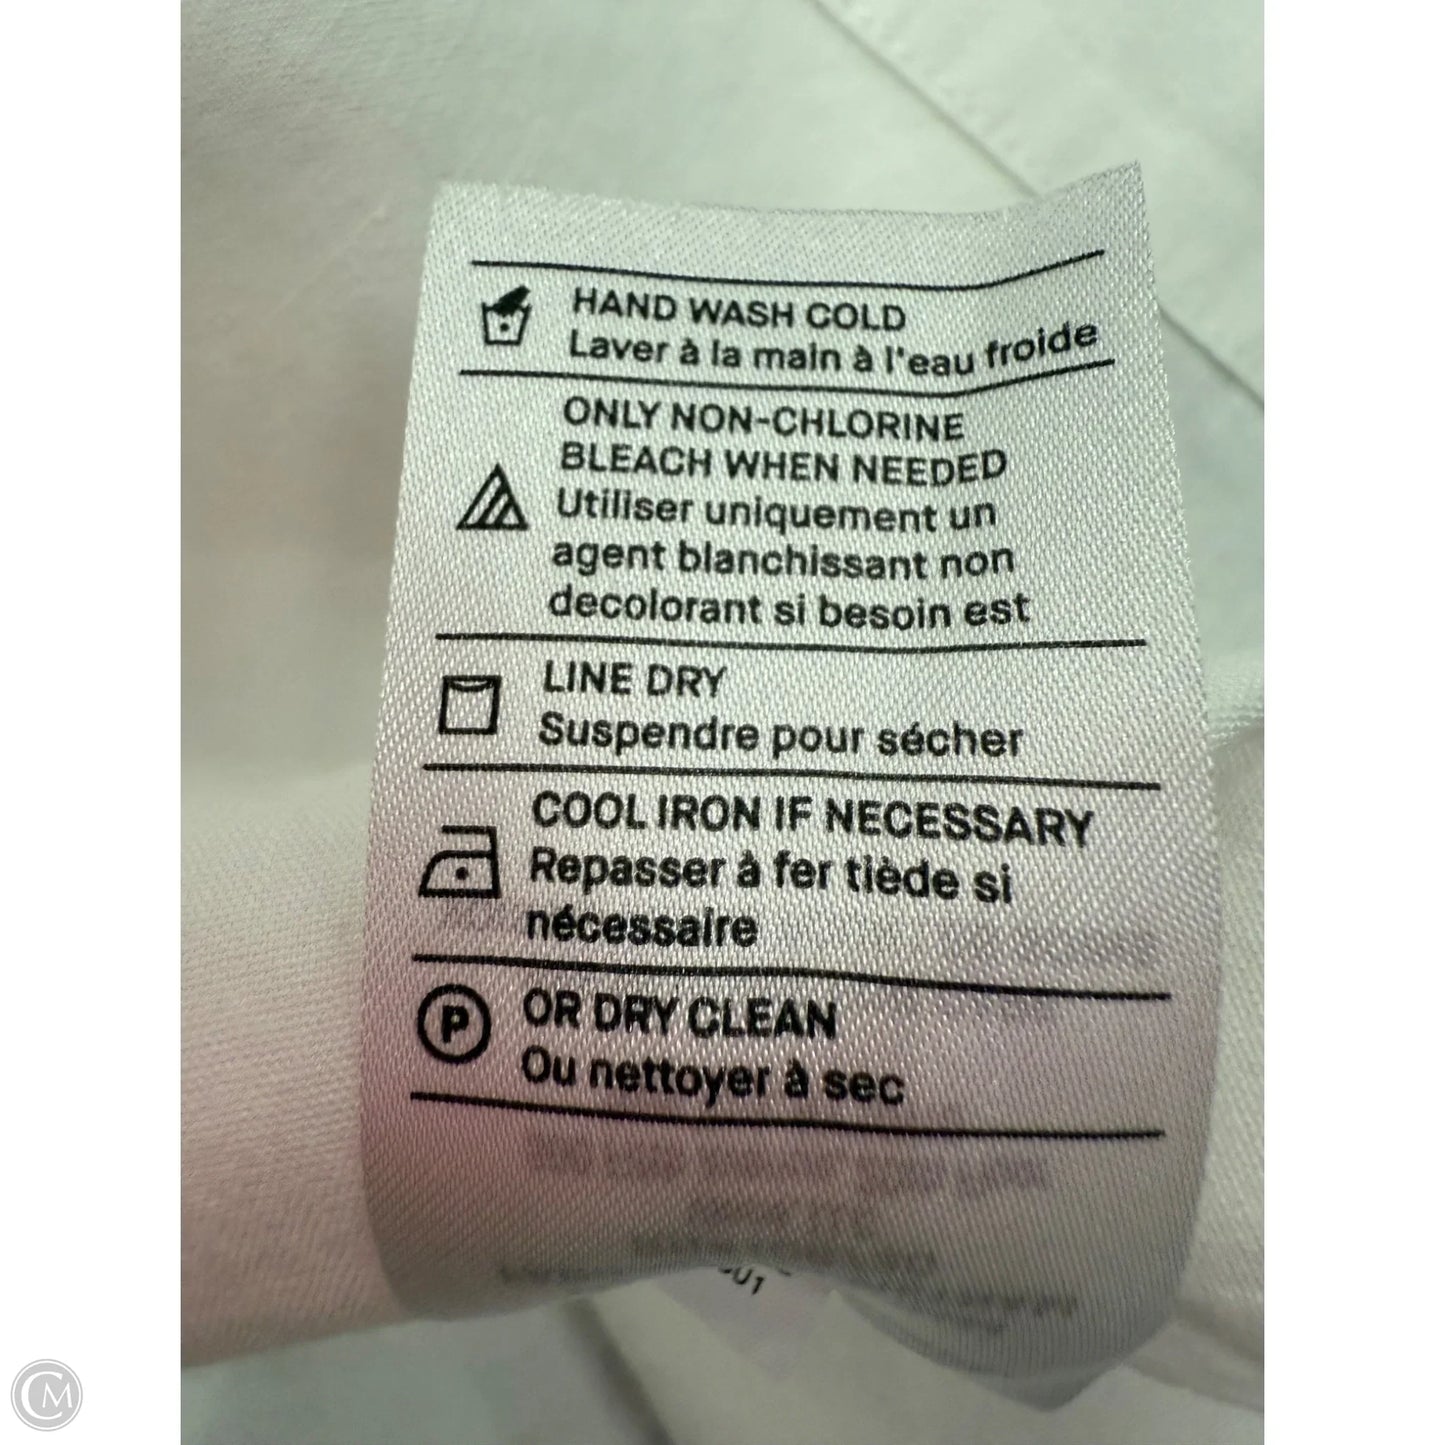 HAND WASH COLD
Laver à la main à l'eau froide
ONLY NON-CHLORINE
BLEACH WHEN NEEDED
Utiliser uniquement un
agent blanchissant non
decolorant si besoin est
LINE DRY
Suspendre pour sécher
COOL IRON IF NECESSARY
Repasser à fer tiède si
nécessaire
P
OR DRY CLEAN
Ou nettoyer à sec
CM